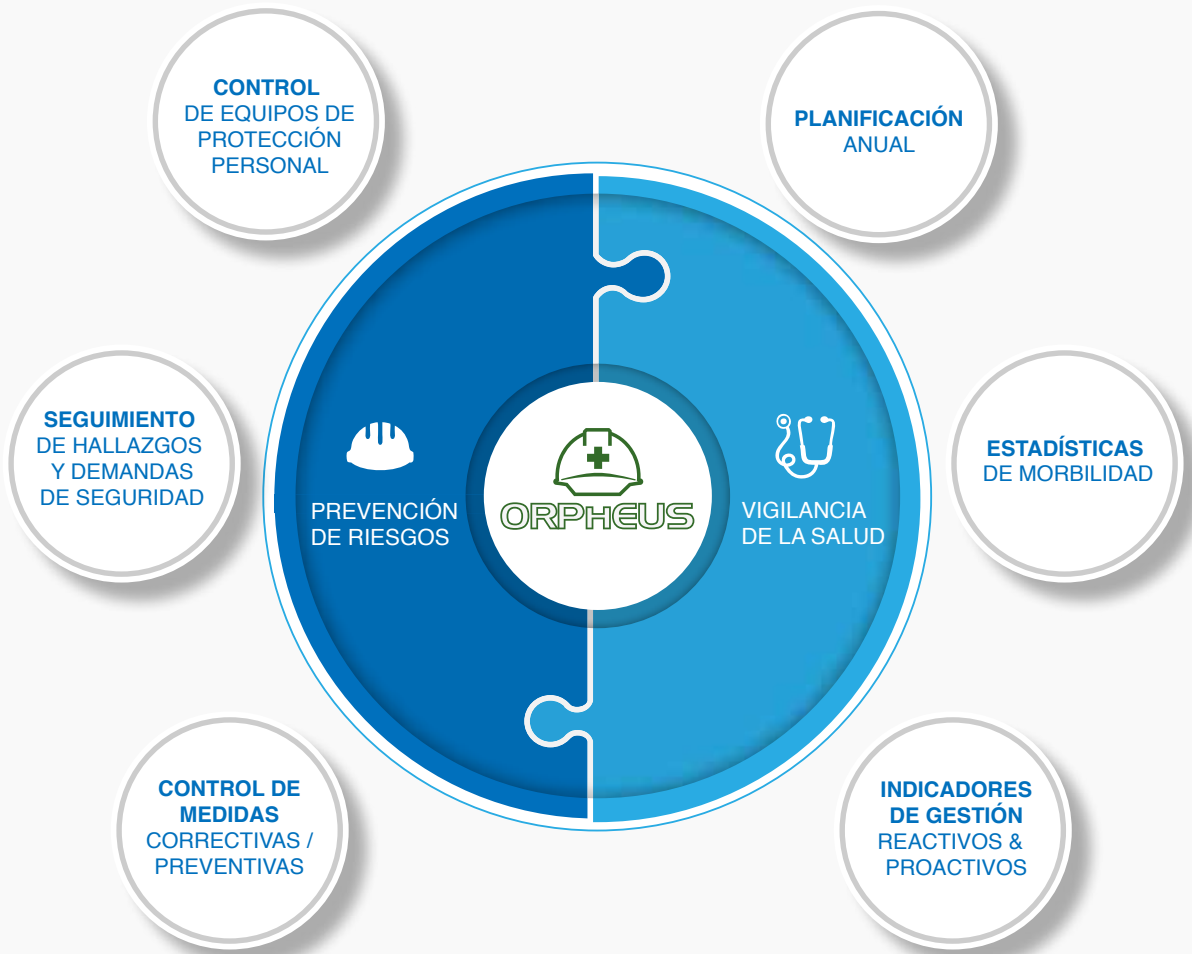 CONTROL
DE EQUIPOS DE
PROTECCIÓN
PERSONAL
PLANIFICACIÓN
ANUAL
SEGUIMIENTO
DE HALLAZGOS
Y DEMANDAS
DE SEGURIDAD
PREVENCIÓN
DE RIESGOS
ORPHEUS
VIGILANCIA
DE LA SALUD
ESTADÍSTICAS
DE MORBILIDAD
CONTROL DE
MEDIDAS
CORRECTIVAS /
PREVENTIVAS
INDICADORES
DE GESTIÓN
REACTIVOS &
PROACTIVOS